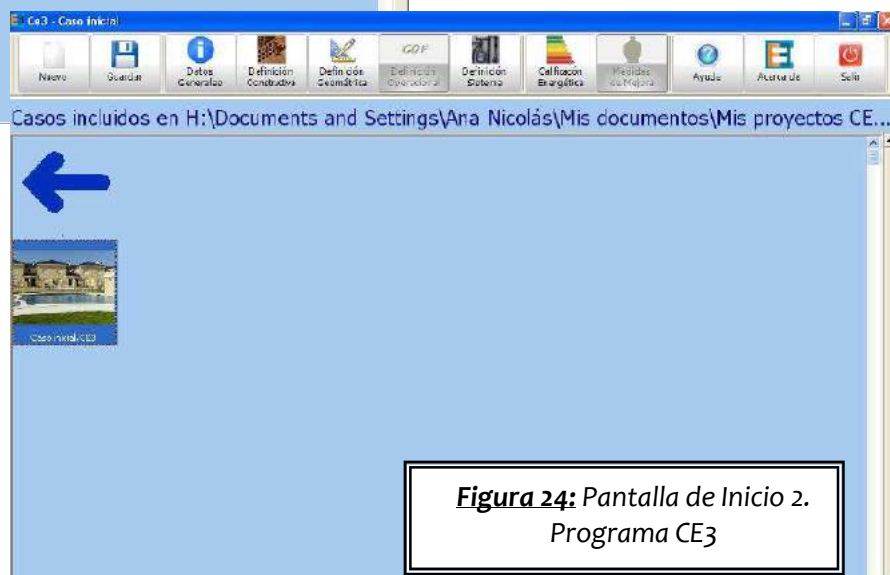 Ce3 - Caso inicial
Nuevo
Guardar
Datos Generales
Definición Constructiva
Definición Geométrica
GOF
Definición Operacional
Definición Sistema
Calificación Energética
Medidas de Mejora
Ayuda
Acerca de
Salir
Casos incluidos en H:\Documents and Settings\Ana Nicolás\Mis documentos\Mis proyectos CE...
Caso inicial.CE3
Figura 24: Pantalla de Inicio 2.
Programa CE3